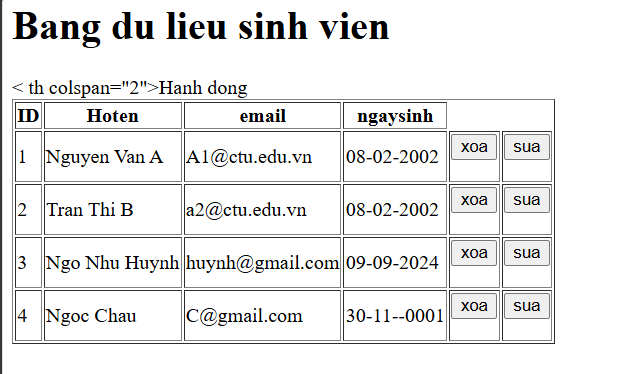 Bang du lieu sinh vien
< th colspan="2">Hanh dong
ID Hoten email ngaysinh
1 Nguyen Van A A1@ctu.edu.vn 08-02-2002 xoa sua
2 Tran Thi B a2@ctu.edu.vn 08-02-2002 xoa sua
3 Ngo Nhu Huynh huynh@gmail.com 09-09-2024 xoa sua
4 Ngoc Chau C@gmail.com 30-11--0001 xoa sua